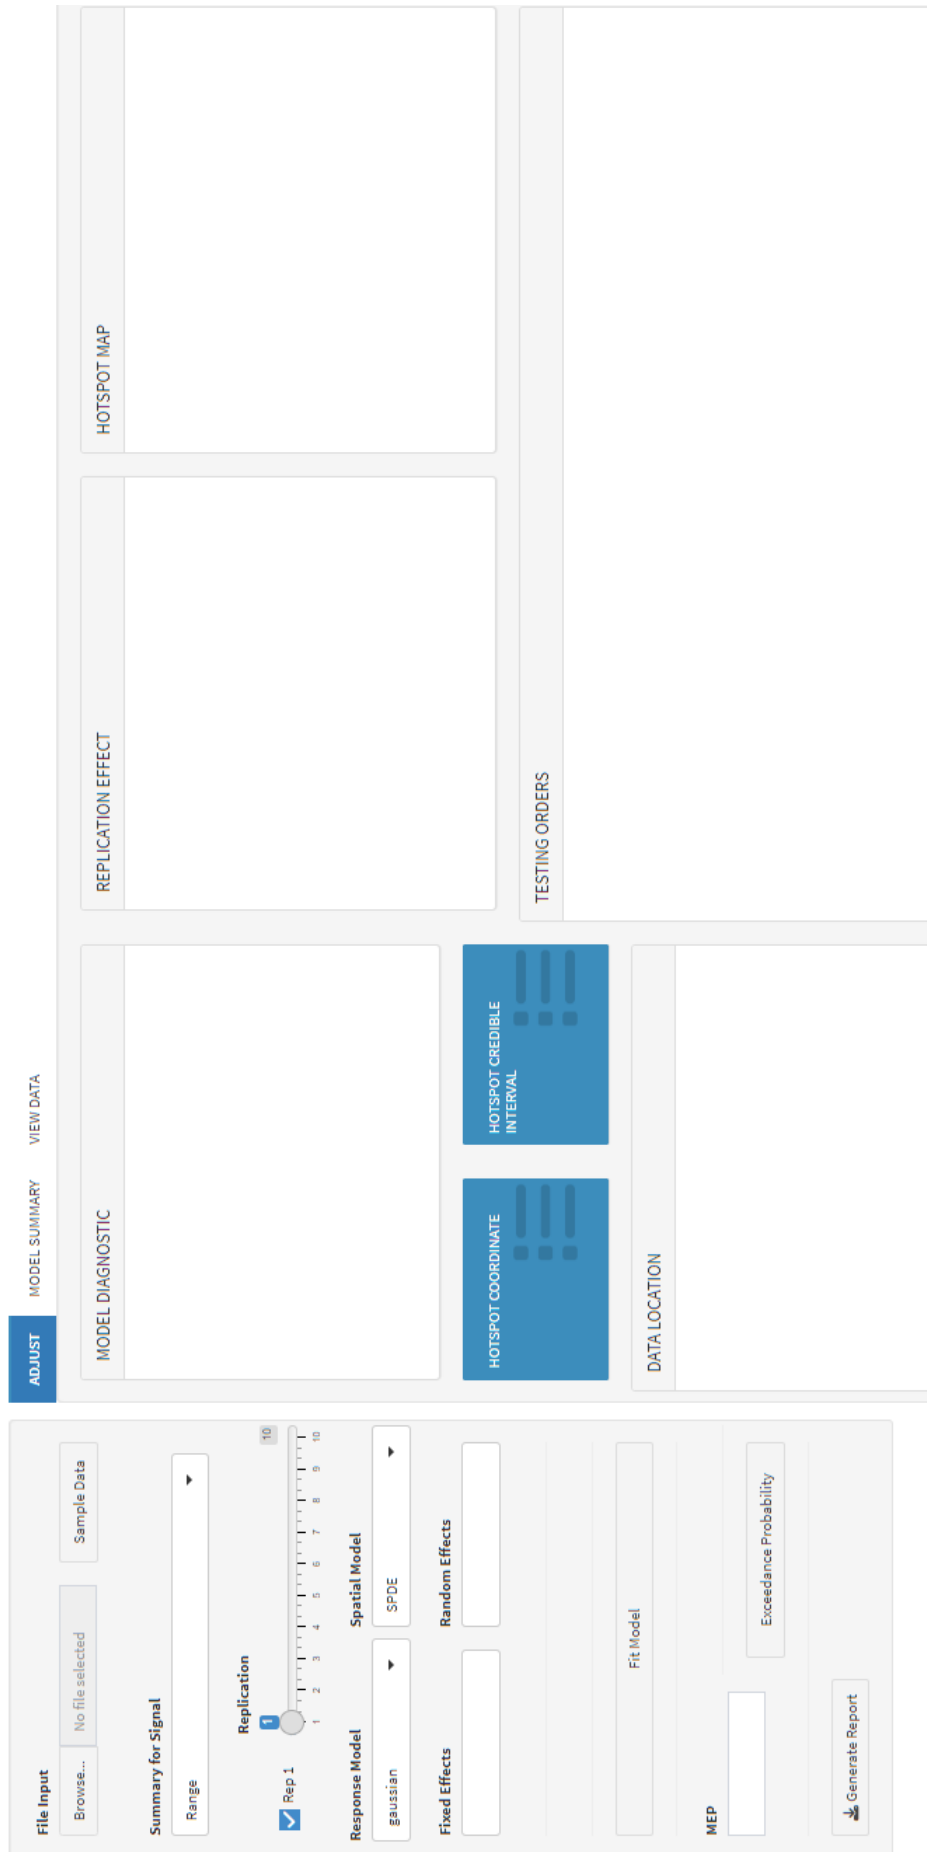 File Input
Browse... No file selected Sample Data
Summary for Signal
Range
Replication
Rep 1
1 10
1 2 3 4 5 6 7 8 9 10
Response Model Spatial Model
gaussian SPDE
Fixed Effects Random Effects
Fit Model
MEP
Exceedance Probability
Generate Report
ADJUST MODEL SUMMARY VIEW DATA
MODEL DIAGNOSTIC
REPLICATION EFFECT
HOTSPOT MAP
HOTSPOT COORDINATE
HOTSPOT CREDIBLE
INTERVAL
TESTING ORDERS
DATA LOCATION